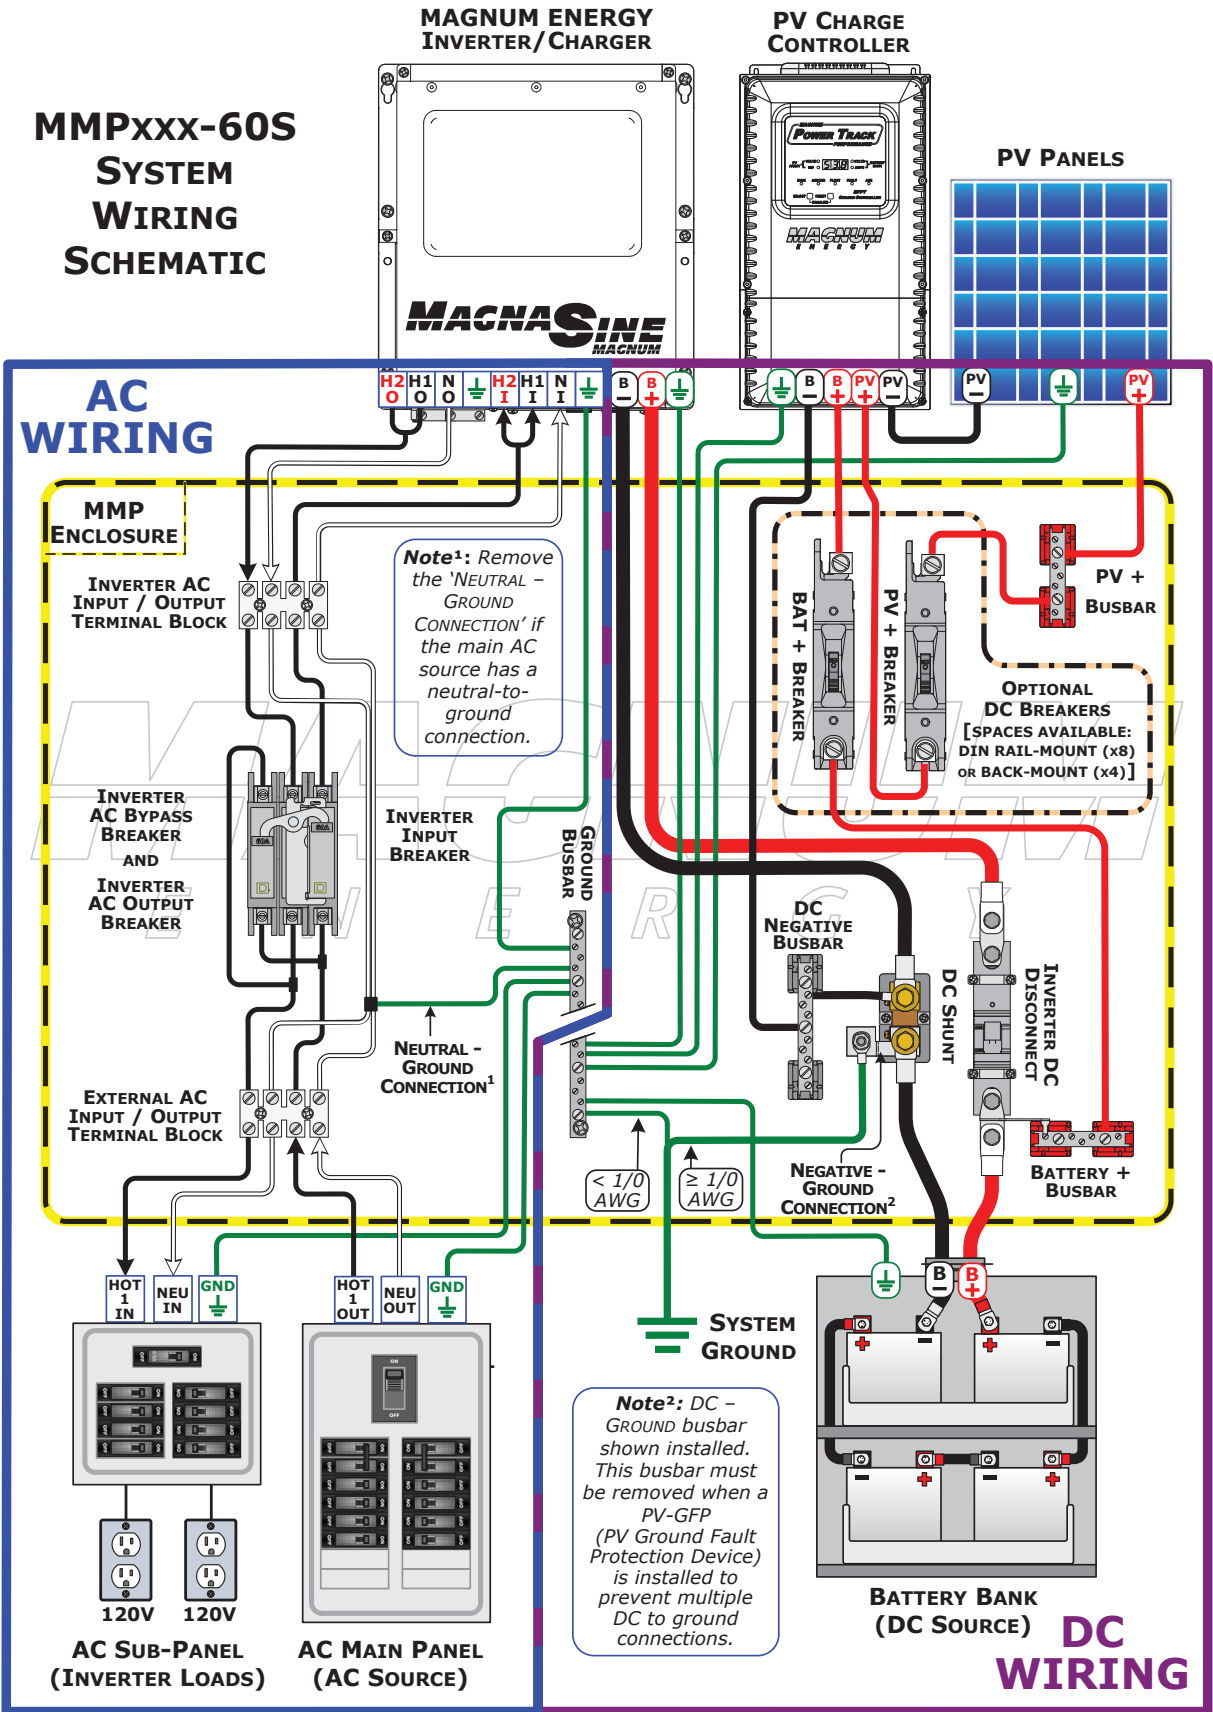 MAGNUM ENERGY
INVERTER/CHARGER
PV CHARGE
CONTROLLER
MMPXXX-60S
SYSTEM
WIRING
SCHEMATIC
MAGNUM
POWER TRACK
PERFORMANCE
MAGNUM
ENERGY
PV PANELS
MAGNASINE
MAGNUM
AC
WIRING
H2 O
H1 O
N O
H2 I
H1 I
N I
B −
B +
B −
B +
PV +
PV −
PV −
PV +
MMP
ENCLOSURE
Note¹: Remove
the ‘NEUTRAL –
GROUND
CONNECTION’ if
the main AC
source has a
neutral-to-
ground
connection.
INVERTER AC
INPUT / OUTPUT
TERMINAL BLOCK
BAT + BREAKER
PV + BREAKER
PV +
BUSBAR
OPTIONAL
DC BREAKERS
[SPACES AVAILABLE:
DIN RAIL-MOUNT (x8)
OR BACK-MOUNT (x4)]
MAGNUM
ENERGY
INVERTER
AC BYPASS
BREAKER
AND
INVERTER
AC OUTPUT
BREAKER
60A
60A
INVERTER
INPUT
BREAKER
GROUND
BUSBAR
DC
NEGATIVE
BUSBAR
DC SHUNT
INVERTER DC
DISCONNECT
NEUTRAL -
GROUND
CONNECTION¹
EXTERNAL AC
INPUT / OUTPUT
TERMINAL BLOCK
< 1/0
AWG
≥ 1/0
AWG
NEGATIVE -
GROUND
CONNECTION²
BATTERY +
BUSBAR
HOT
1
IN
NEU
IN
GND
HOT
1
OUT
NEU
OUT
GND
B −
B +
SYSTEM
GROUND
ON
OFF
Note²: DC –
GROUND busbar
shown installed.
This busbar must
be removed when a
PV-GFP
(PV Ground Fault
Protection Device)
is installed to
prevent multiple
DC to ground
connections.
120V
120V
AC SUB-PANEL
(INVERTER LOADS)
AC MAIN PANEL
(AC SOURCE)
BATTERY BANK
(DC SOURCE)
DC
WIRING